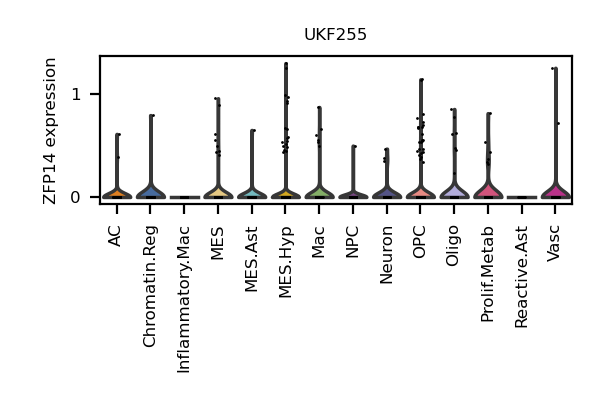 UKF255
ZFP14 expression
1
0
AC
Chromatin.Reg
Inflammatory.Mac
MES
MES.Ast
MES.Hyp
Mac
NPC
Neuron
OPC
Oligo
Prolif.Metab
Reactive.Ast
Vasc